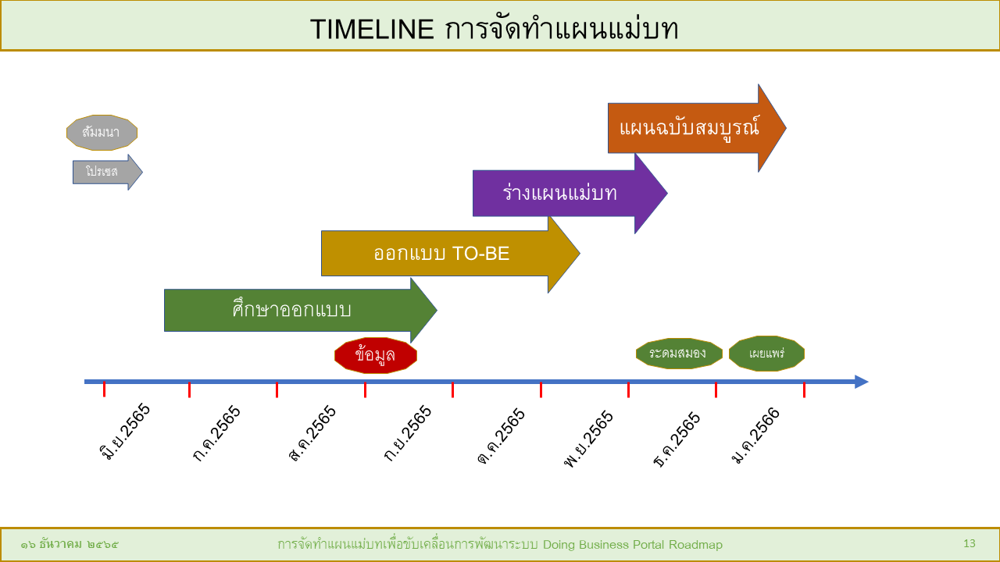 TIMELINE การจัดทำแผนแม่บท
สัมมนา
โปรเซส
แผนฉบับสมบูรณ์
ร่างแผนแม่บท
ออกแบบ TO-BE
ศึกษาออกแบบ
ข้อมูล
ระดมสมอง
เผยแพร่
มิ.ย.2565
ก.ค.2565
ส.ค.2565
ก.ย.2565
ต.ค.2565
พ.ย.2565
ธ.ค.2565
ม.ค.2566
๑๖ ธันวาคม ๒๕๖๕
การจัดทำแผนแม่บทเพื่อขับเคลื่อนการพัฒนาระบบ Doing Business Portal Roadmap
13